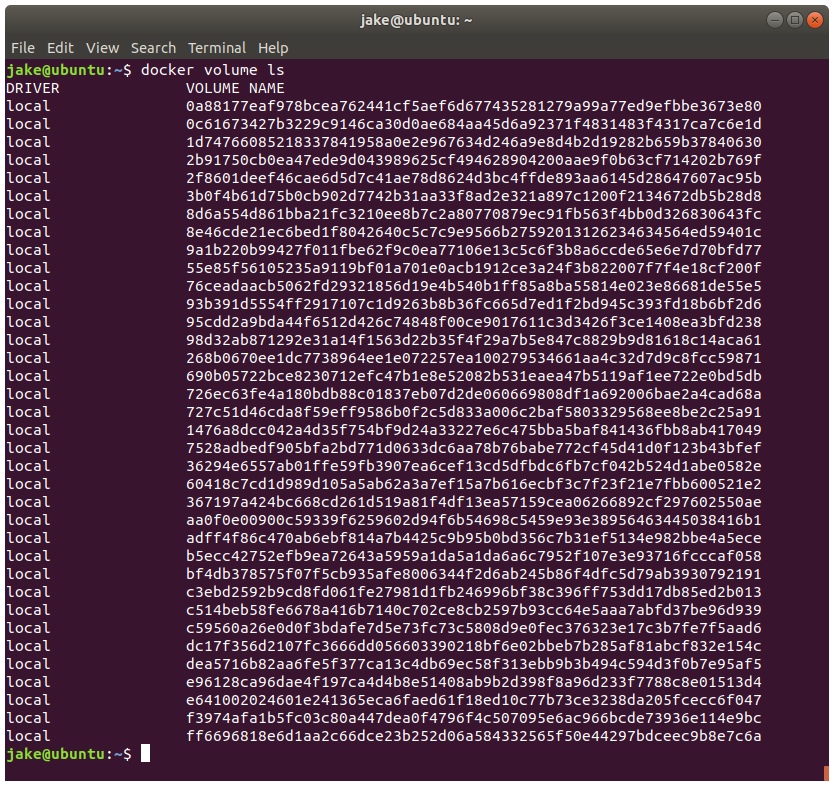 jake@ubuntu: ~
File Edit View Search Terminal Help
jake@ubuntu:~$ docker volume ls
DRIVER VOLUME NAME
local 0a88177eaf978bcea762441cf5aef6d677435281279a99a77ed9efbbe3673e80
local 0c61673427b3229c9146ca30d0ae684aa45d6a92371f4831483f4317ca7c6e1d
local 1d74766085218337841958a0e2e967634d246a9e8d4b2d19282b659b37840630
local 2b91750cb0ea47ede9d043989625cf494628904200aae9f0b63cf714202b769f
local 2f8601deef46cae6d5d7c41ae78d8624d3bc4ffde893aa6145d28647607ac95b
local 3b0f4b61d75b0cb902d7742b31aa33f8ad2e321a897c1200f2134672db5b28d8
local 8d6a554d861bba21fc3210ee8b7c2a80770879ec91fb563f4bb0d326830643fc
local 8e46cde21ec6bed1f8042640c5c7c9e9566b27592013126234634564ed59401c
local 9a1b220b99427f011fbe62f9c0ea77106e13c5c6f3b8a6ccde65e6e7d70bfd77
local 55e85f56105235a9119bf01a701e0acb1912ce3a24f3b822007f7f4e18cf200f
local 76ceadaacb5062fd29321856d19e4b540b1ff85a8ba55814e023e86681de55e5
local 93b391d5554ff2917107c1d9263b8b36fc665d7ed1f2bd945c393fd18b6bf2d6
local 95cdd2a9bda44f6512d426c74848f00ce9017611c3d3426f3ce1408ea3bfd238
local 98d32ab871292e31a14f1563d22b35f4f29a7b5e847c8829b9d81618c14aca61
local 268b0670ee1dc7738964ee1e072257ea100279534661aa4c32d7d9c8fcc59871
local 690b05722bce8230712efc47b1e8e52082b531eaea47b5119af1ee722e0bd5db
local 726ec63fe4a180bdb88c01837eb07d2de060669808df1a692006bae2a4cad68a
local 727c51d46cda8f59eff9586b0f2c5d833a006c2baf5803329568ee8be2c25a91
local 1476a8dcc042a4d35f754bf9d24a33227e6c475bba5baf841436fbb8ab417049
local 7528adbedf905bfa2bd771d0633dc6aa78b76babe772cf45d41d0f123b43bfef
local 36294e6557ab01ffe59fb3907ea6cef13cd5dfbdc6fb7cf042b524d1abe0582e
local 60418c7cd1d989d105a5ab62a3a7ef15a7b616ecbf3c7f23f21e7fbb600521e2
local 367197a424bc668cd261d519a81f4df13ea57159cea06266892cf297602550ae
local aa0f0e00900c59339f6259602d94f6b54698c5459e93e38956463445038416b1
local adff4f86c470ab6ebf814a7b4425c9b95b0bd356c7b31ef5134e982bbe4a5ece
local b5ecc42752efb9ea72643a5959a1da5a1da6a6c7952f107e3e93716fcccaf058
local bf4db378575f07f5cb935afe8006344f2d6ab245b86f4dfc5d79ab3930792191
local c3ebd2592b9cd8fd061fe27981d1fb246996bf38c396ff753dd17db85ed2b013
local c514beb58fe6678a416b7140c702ce8cb2597b93cc64e5aaa7abfd37be96d939
local c59560a26e0d0f3bdafe7d5e73fc73c5808d9e0fec376323e17c3b7fe7f5aad6
local dc17f356d2107fc3666dd056603390218bf6e02bbeb7b285af81abcf832e154c
local dea5716b82aa6fe5f377ca13c4db69ec58f313ebb9b3b494c594d3f0b7e95af5
local e96128ca96dae4f197ca4d4b8e51408ab9b2d398f8a96d233f7788c8e01513d4
local e641002024601e241365eca6faed61f18ed10c77b73ce3238da205fcecc6f047
local f3974afa1b5fc03c80a447dea0f4796f4c507095e6ac966bcde73936e114e9bc
local ff6696818e6d1aa2c66dce23b252d06a584332565f50e44297bdceec9b8e7c6a
jake@ubuntu:~$